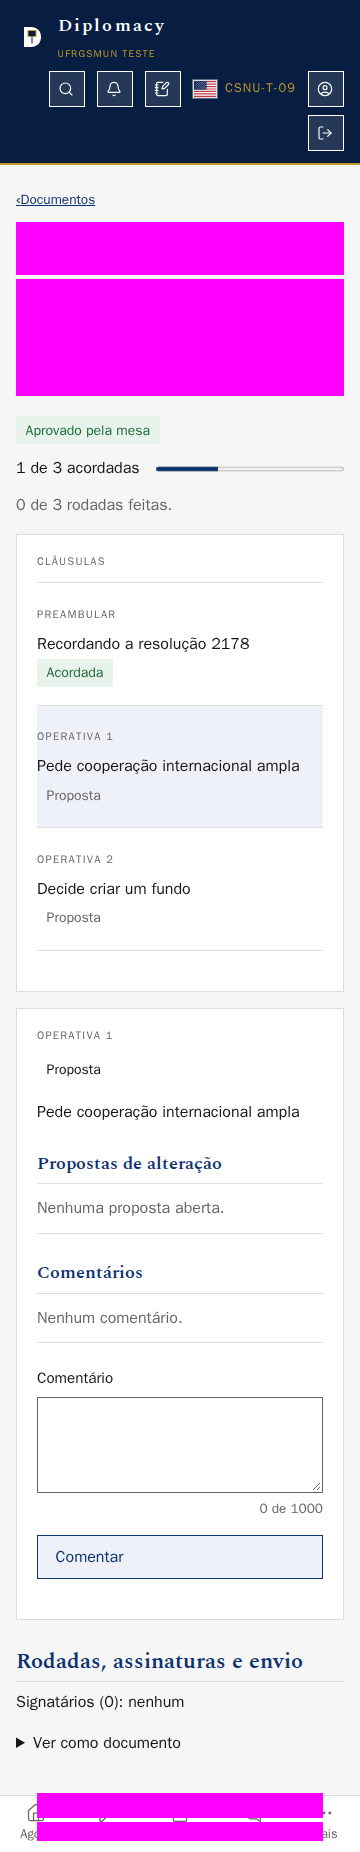 Diplomacy
UFRGSMUN TESTE
CSNU-T-09
‹Documentos
Aprovado pela mesa
1 de 3 acordadas
0 de 3 rodadas feitas.
CLÁUSULAS
PREAMBULAR
Recordando a resolução 2178
Acordada
OPERATIVA 1
Pede cooperação internacional ampla
Proposta
OPERATIVA 2
Decide criar um fundo
Proposta
OPERATIVA 1
Proposta
Pede cooperação internacional ampla
Propostas de alteração
Nenhuma proposta aberta.
Comentários
Nenhum comentário.
Comentário
0 de 1000
Comentar
Rodadas, assinaturas e envio
Signatários (0): nenhum
Ver como documento